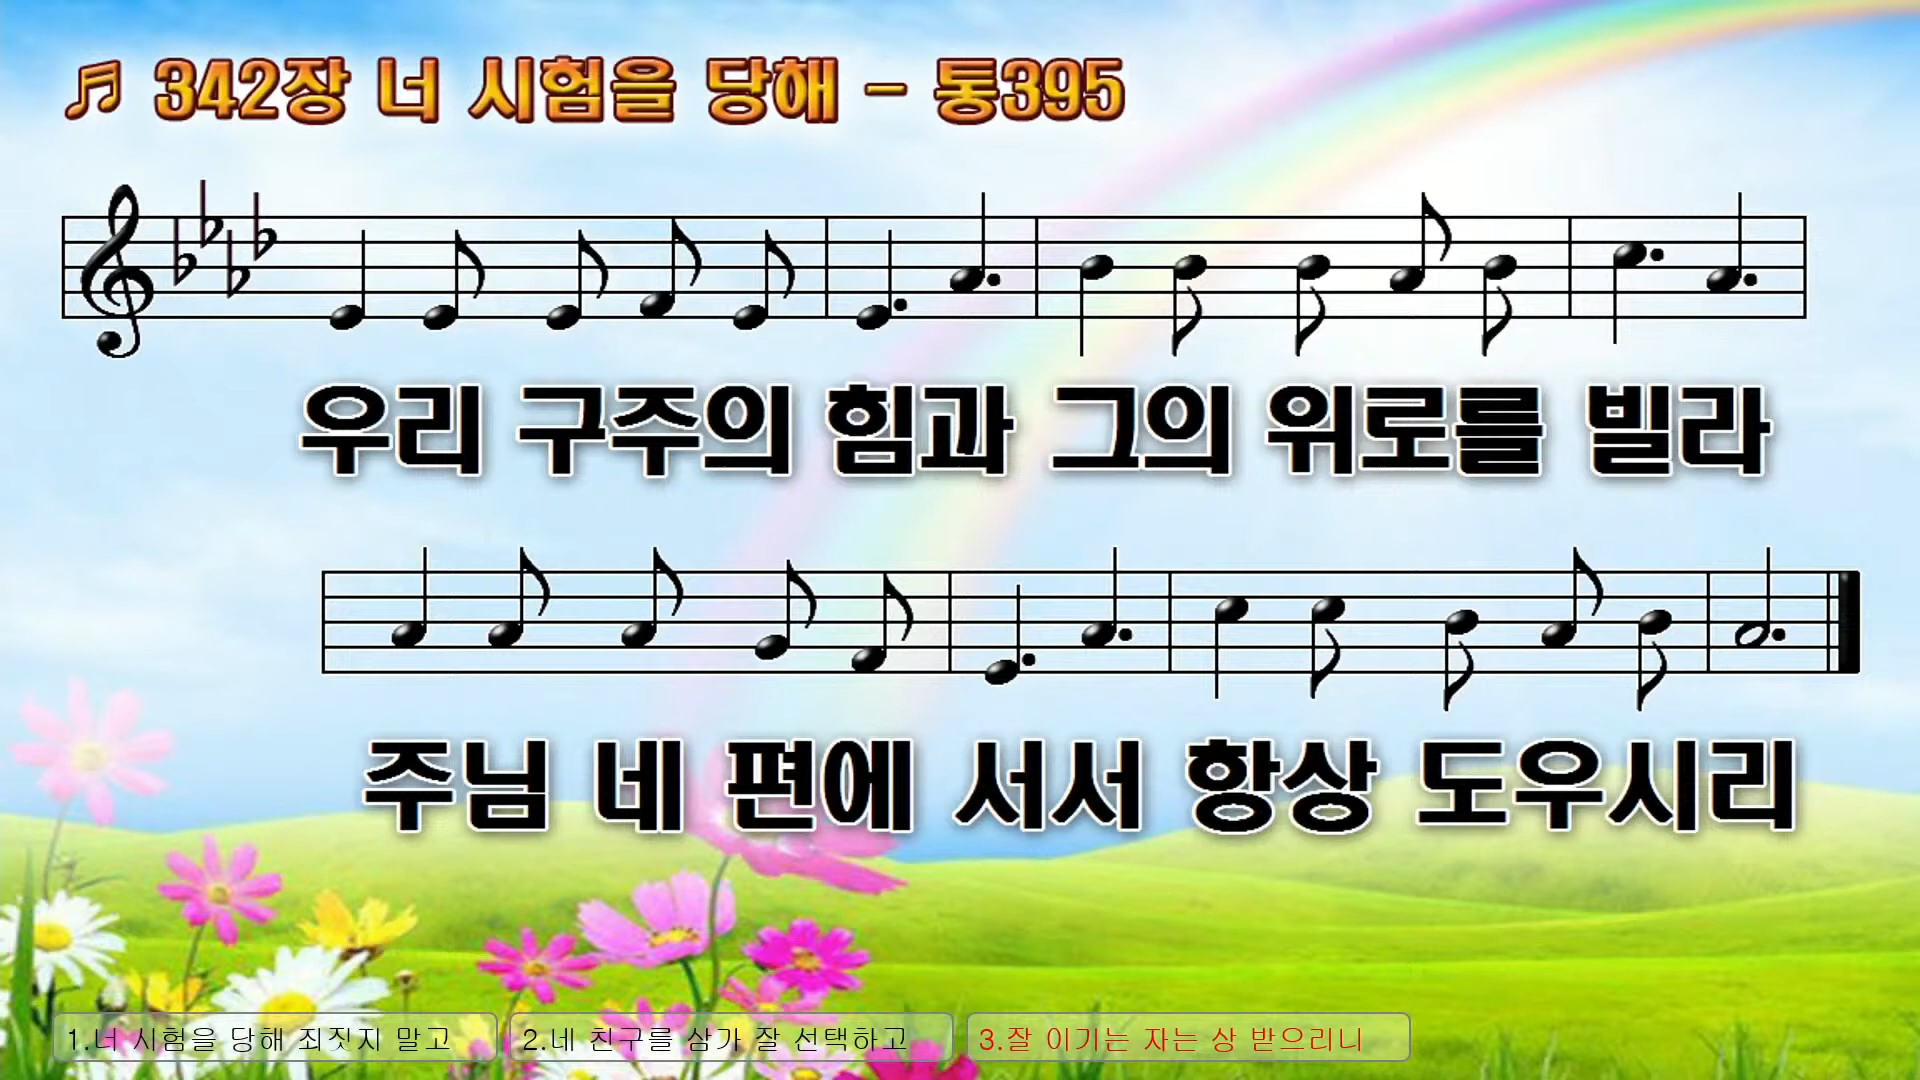 ♬ 342장 너 시험을 당해 - 통395
우리 구주의 힘과 그의 위로를 빌라
주님 네 편에 서서 항상 도우시리
1.너 시험을 당해 죄짓지 말고
2.네 친구를 삼가 잘 선택하고
3.잘 이기는 자는 상 받으리니